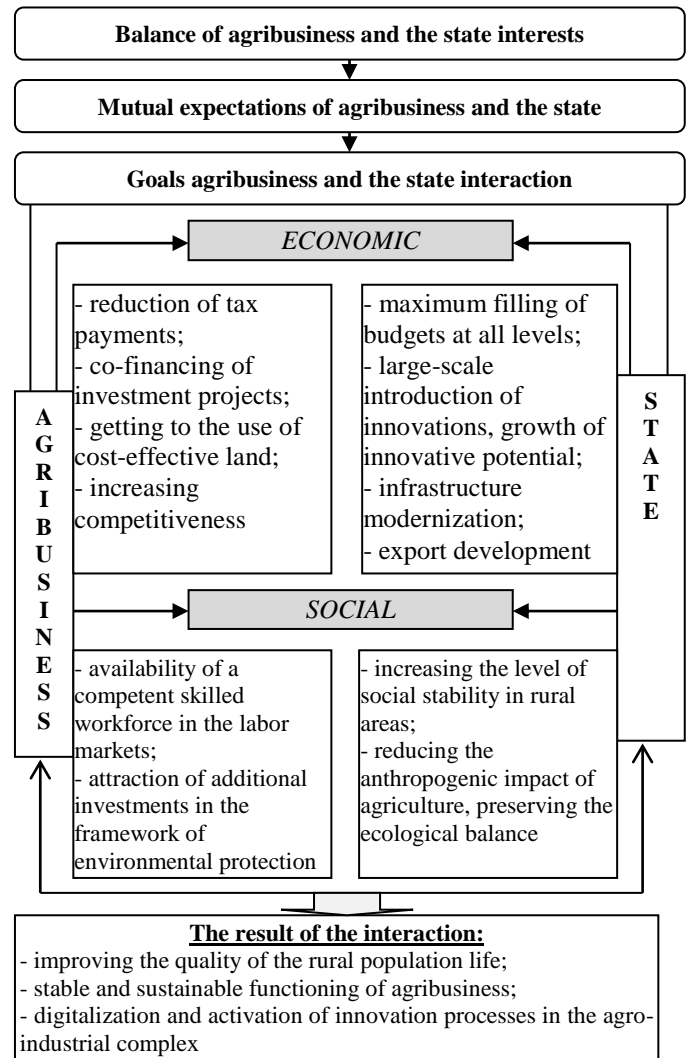 Balance of agribusiness and the state interests
Mutual expectations of agribusiness and the state
Goals agribusiness and the state interaction
ECONOMIC
- reduction of tax
payments;
- co-financing of
investment projects;
- getting to the use of
cost-effective land;
- increasing
competitiveness
- maximum filling of
budgets at all levels;
- large-scale
introduction of
innovations, growth of
innovative potential;
- infrastructure
modernization;
- export development
AGRIBUSINESS
STATE
SOCIAL
- availability of a
competent skilled
workforce in the labor
markets;
- attraction of additional
investments in the
framework of
environmental protection
- increasing the level of
social stability in rural
areas;
- reducing the
anthropogenic impact of
agriculture, preserving the
ecological balance
The result of the interaction:
- improving the quality of the rural population life;
- stable and sustainable functioning of agribusiness;
- digitalization and activation of innovation processes in the agro-
industrial complex